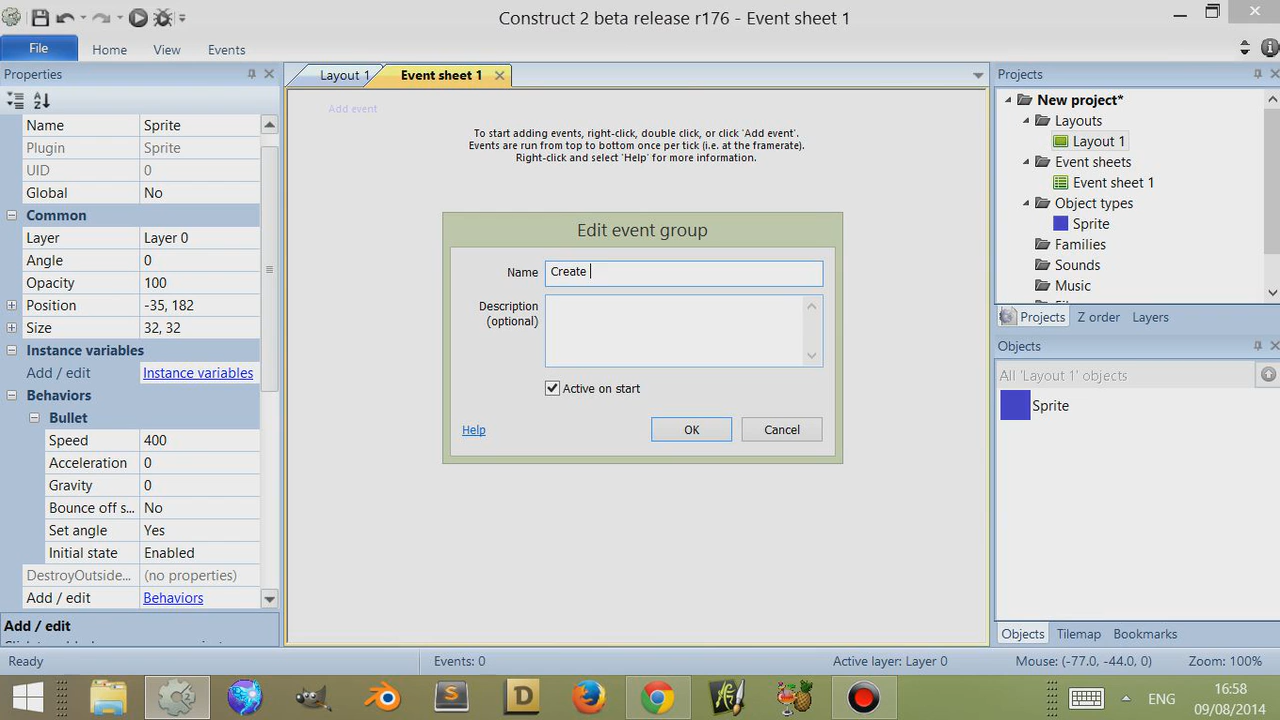 Construct 2 beta release r176 - Event sheet 1
File
Home
View
Events
Properties
Name Sprite
Plugin Sprite
UID 0
Global No
Common
Layer Layer 0
Angle 0
Opacity 100
Position -35, 182
Size 32, 32
Instance variables
Add / edit Instance variables
Behaviors
Bullet
Speed 400
Acceleration 0
Gravity 0
Bounce off s... No
Set angle Yes
Initial state Enabled
DestroyOutside... (no properties)
Add / edit Behaviors
Add / edit
Layout 1
Event sheet 1
Add event
To start adding events, right-click, double click, or click 'Add event'.
Events are run from top to bottom once per tick (i.e. at the framerate).
Right-click and select 'Help' for more information.
Edit event group
Name Create
Description
(optional)
Active on start
Help
OK
Cancel
Projects
New project*
Layouts
Layout 1
Event sheets
Event sheet 1
Object types
Sprite
Families
Sounds
Music
Projects
Z order
Layers
Objects
All 'Layout 1' objects
Sprite
Objects
Tilemap
Bookmarks
Ready
Events: 0
Active layer: Layer 0
Mouse: (-77.0, -44.0, 0)
Zoom: 100%
ENG
16:58
09/08/2014